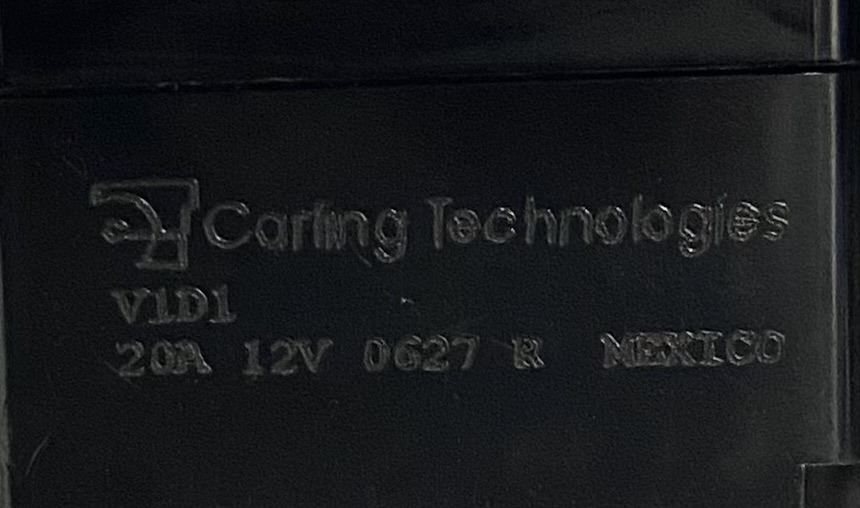 Carling Technologies
V1D1
20A 12V 0627 R MEXICO